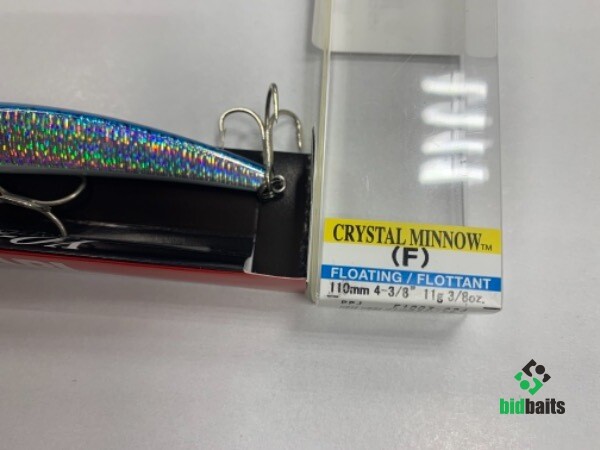 CRYSTAL MINNOW™
(F)
FLOATING / FLOTTANT
110mm 4-3/8" 11g 3/8oz.
bidbaits